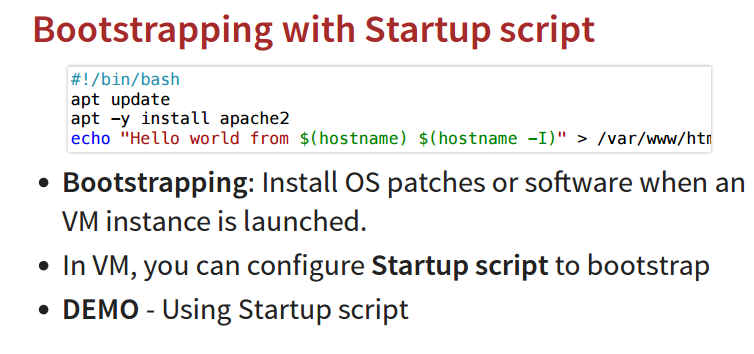 Bootstrapping with Startup script
#!/bin/bash
apt update
apt -y install apache2
echo "Hello world from $(hostname) $(hostname -I)" > /var/www/htm
• Bootstrapping: Install OS patches or software when an
VM instance is launched.
• In VM, you can configure Startup script to bootstrap
• DEMO - Using Startup script